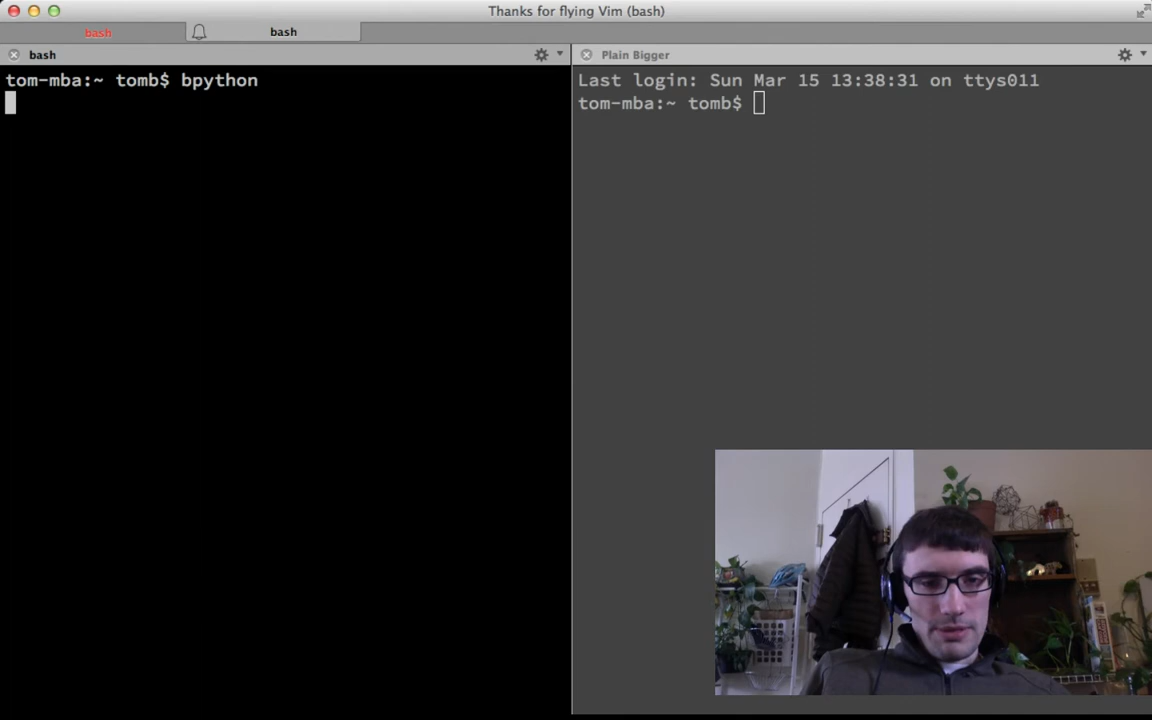 Thanks for flying Vim (bash)
bash
bash
bash
Plain Bigger
tom-mba:~ tomb$ bpython
Last login: Sun Mar 15 13:38:31 on ttys011
tom-mba:~ tomb$